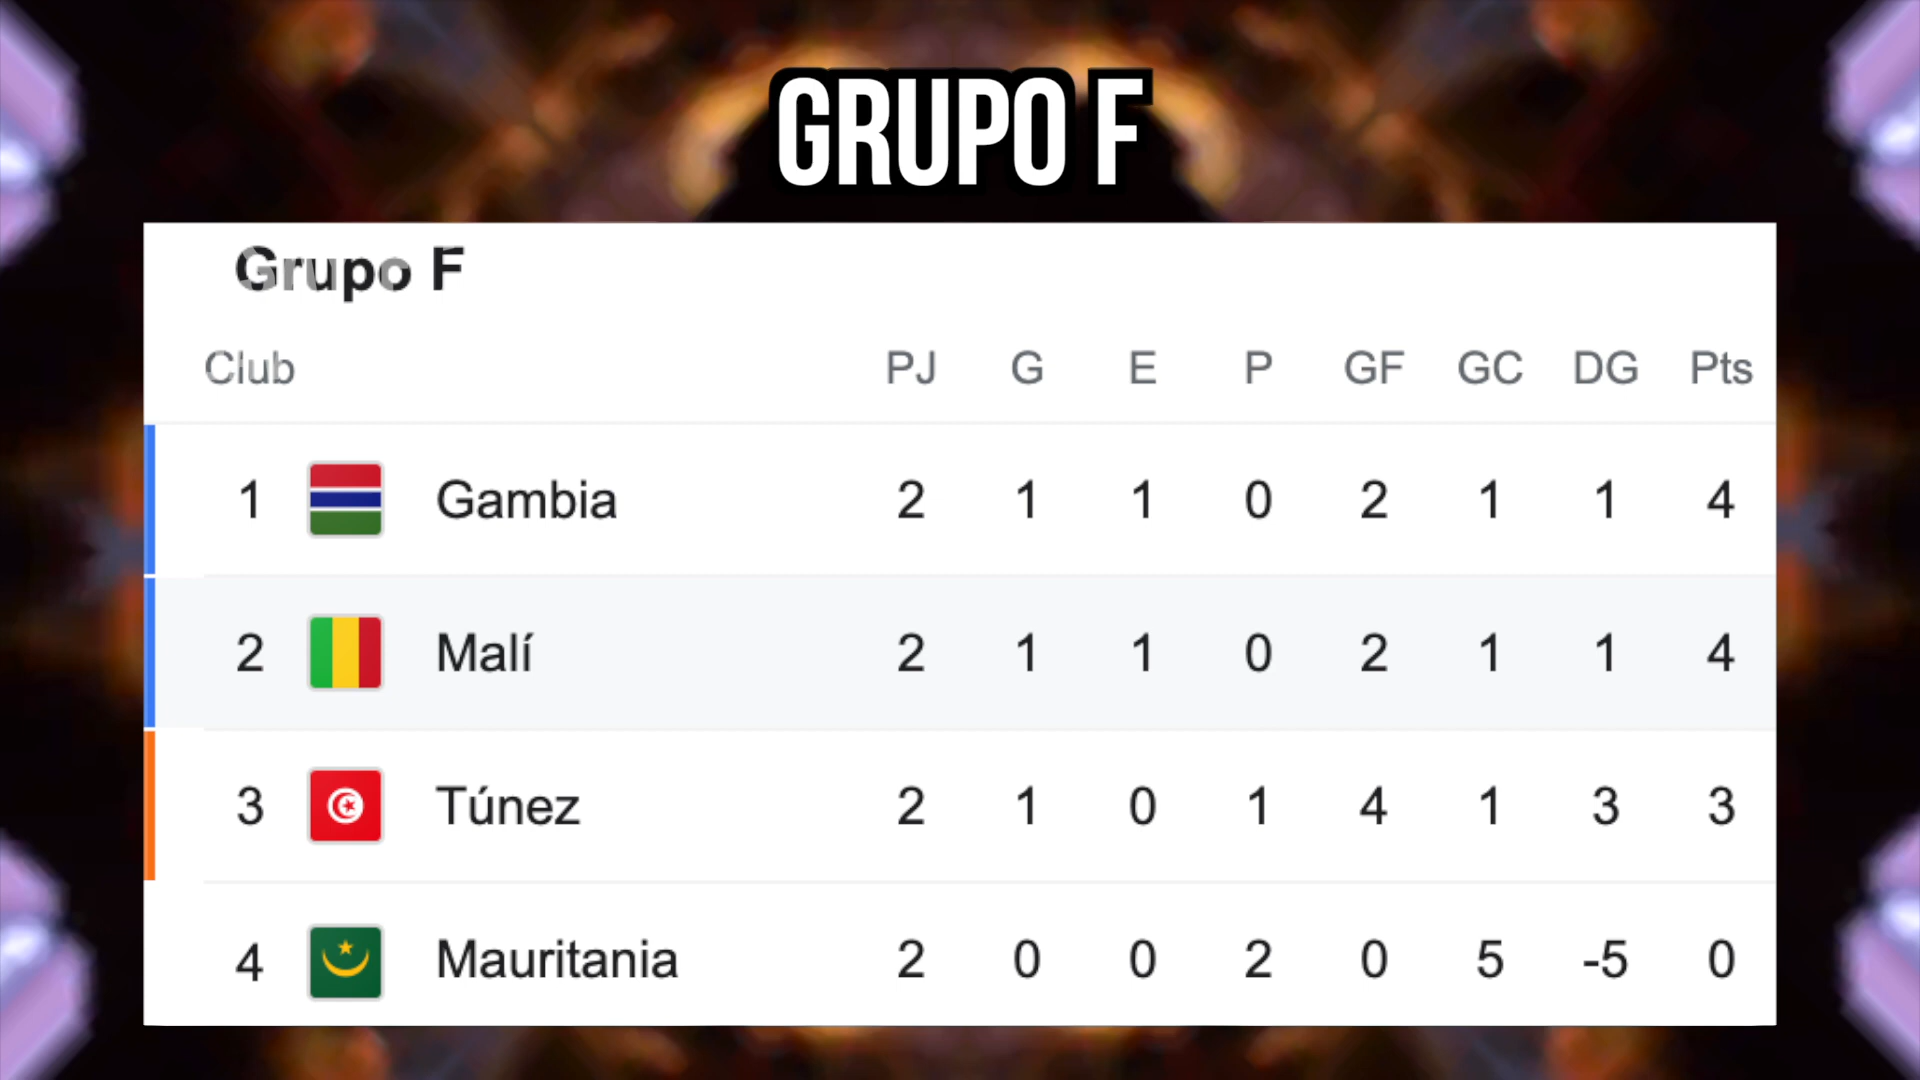 GRUPO F
Grupo F
Club PJ G E P GF GC DG Pts
1 Gambia 2 1 1 0 2 1 1 4
2 Malí 2 1 1 0 2 1 1 4
3 Túnez 2 1 0 1 4 1 3 3
4 Mauritania 2 0 0 2 0 5 -5 0